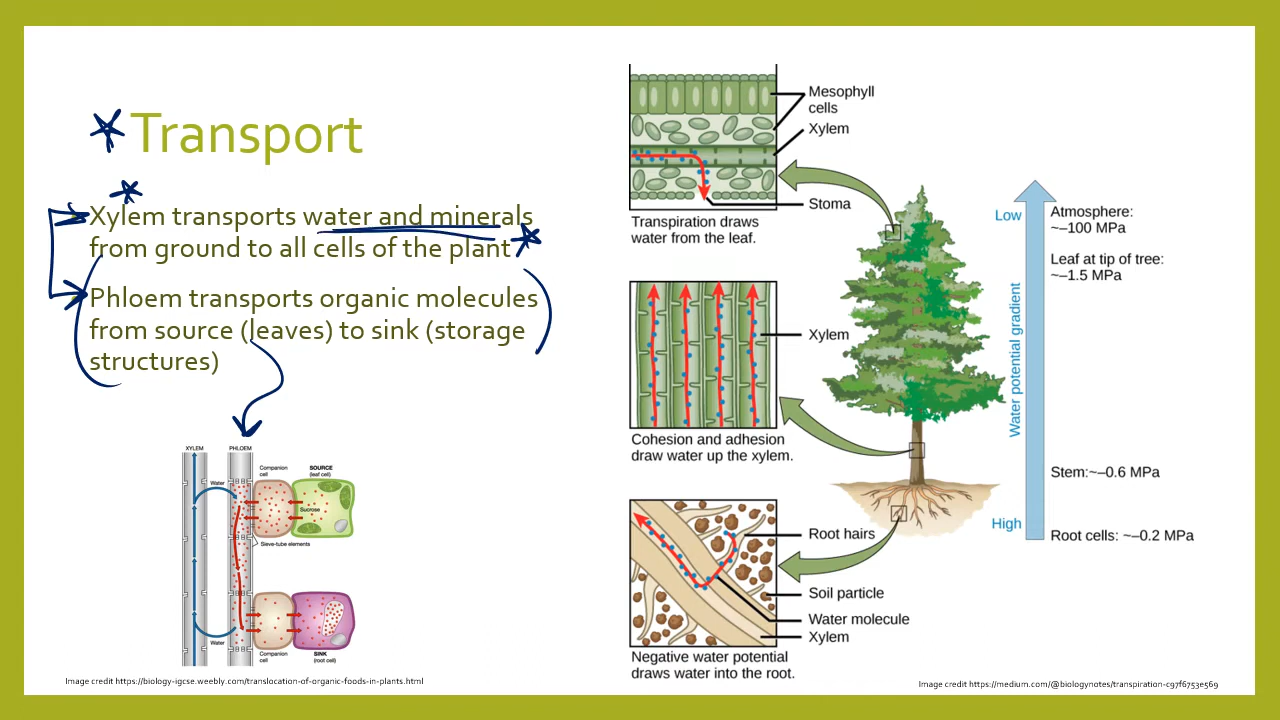 Transport
Xylem transports water and minerals
from ground to all cells of the plant
Phloem transports organic molecules
from source (leaves) to sink (storage
structures)
XYLEM
PHLOEM
Water
Companion
cell
SOURCE
(leaf cell)
Sucrose
Sieve-tube elements
Water
Companion
cell
SINK
(root cell)
Image credit https://biology-igcse.weebly.com/translocation-of-organic-foods-in-plants.html
Mesophyll
cells
Xylem
Stoma
Transpiration draws
water from the leaf.
Xylem
Cohesion and adhesion
draw water up the xylem.
Root hairs
Soil particle
Water molecule
Xylem
Negative water potential
draws water into the root.
Low
Water potential gradient
High
Atmosphere:
~–100 MPa
Leaf at tip of tree:
~–1.5 MPa
Stem:~–0.6 MPa
Root cells: ~–0.2 MPa
Image credit https://medium.com/@biologynotes/transpiration-c97f6753e569